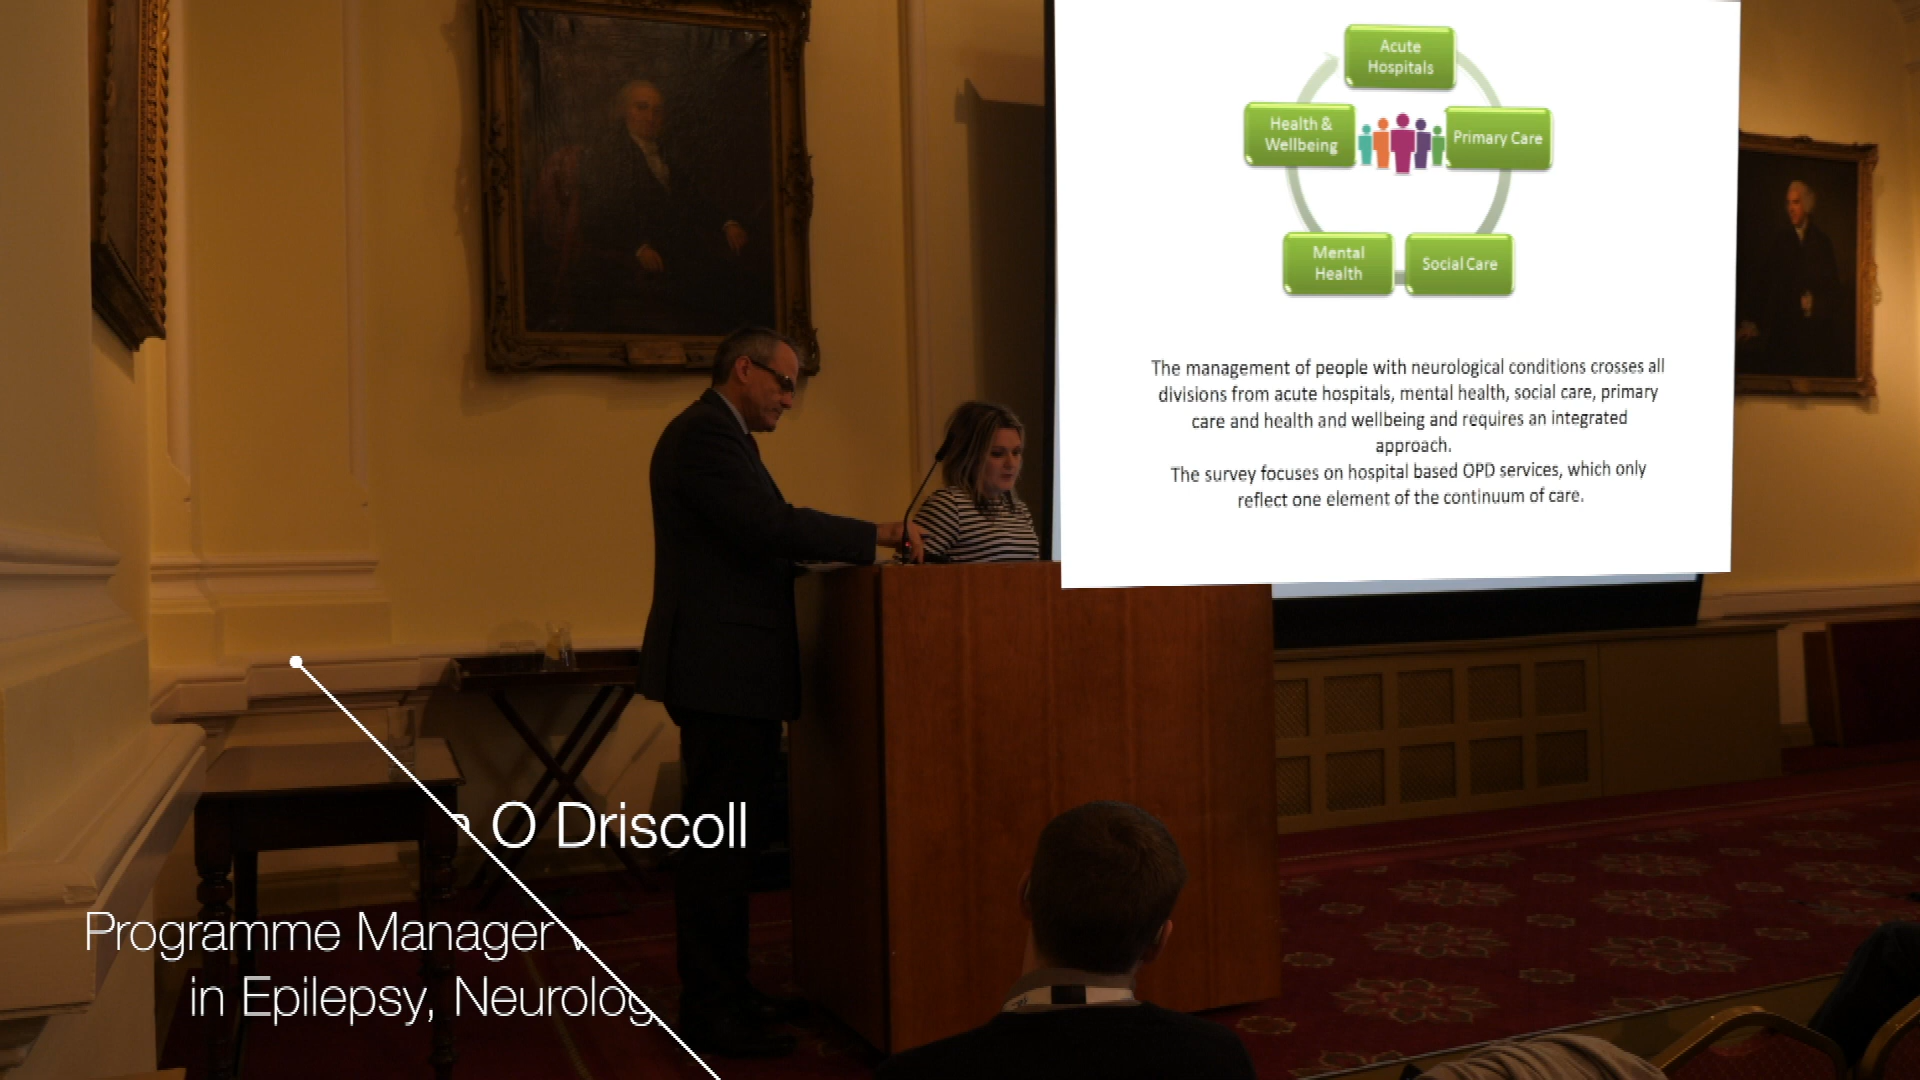 Acute
Hospitals
Health &
Wellbeing
Primary Care
Mental
Health
Social Care
The management of people with neurological conditions crosses all
divisions from acute hospitals, mental health, social care, primary
care and health and wellbeing and requires an integrated
approach.
The survey focuses on hospital based OPD services, which only
reflect one element of the continuum of care.
O Driscoll
Programme Manager
in Epilepsy,